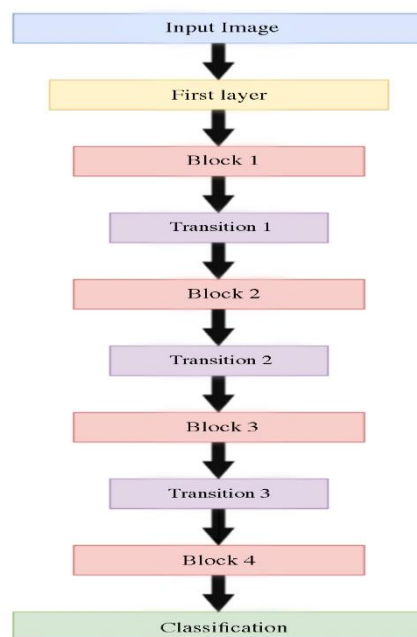 Input Image
First layer
Block 1
Transition 1
Block 2
Transition 2
Block 3
Transition 3
Block 4
Classification